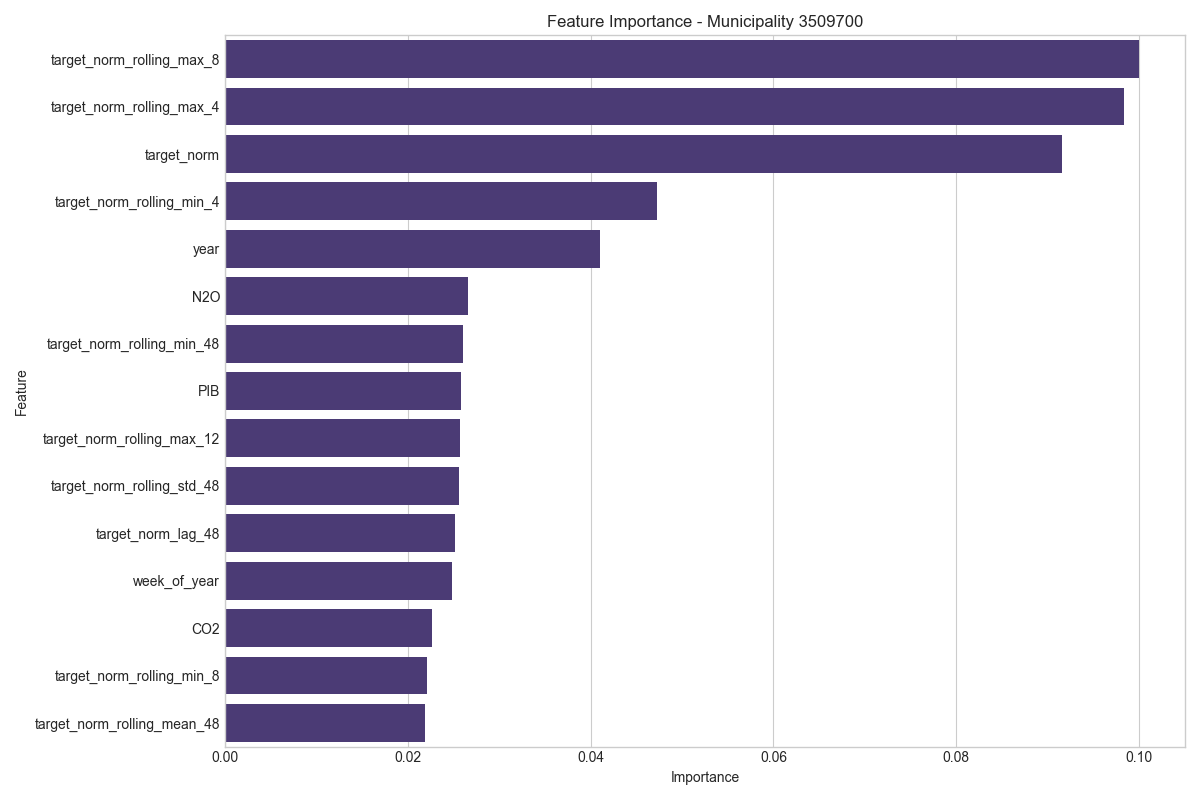 Feature Importance - Municipality 3509700
target_norm_rolling_max_8
target_norm_rolling_max_4
target_norm
target_norm_rolling_min_4
year
N2O
target_norm_rolling_min_48
PIB
target_norm_rolling_max_12
target_norm_rolling_std_48
target_norm_lag_48
week_of_year
CO2
target_norm_rolling_min_8
target_norm_rolling_mean_48
Feature
0.00 0.02 0.04 0.06 0.08 0.10
Importance